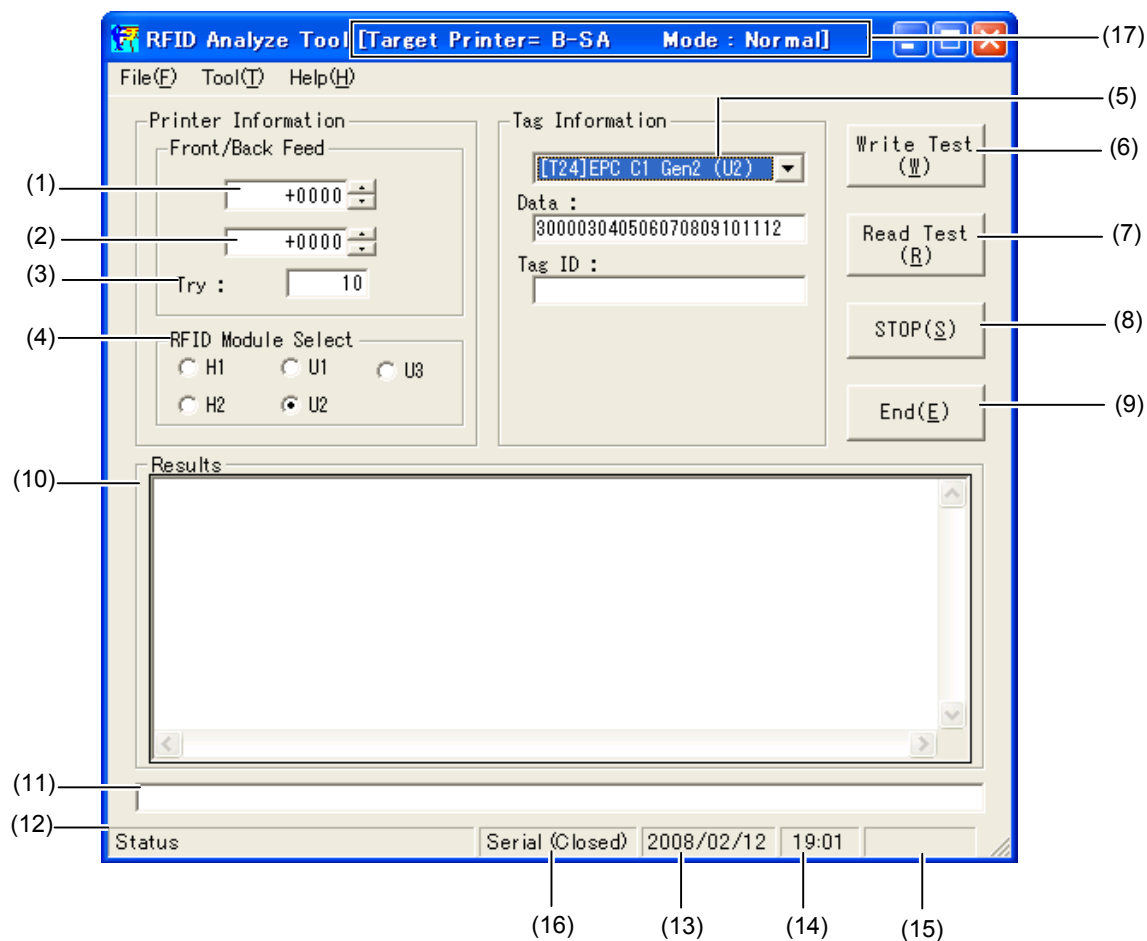 RFID Analyze Tool [Target Printer= B-SA Mode : Normal]
(17)
File(F) Tool(T) Help(H)
(5)
Printer Information
Tag Information
Front/Back Feed
Write Test
(W)
(6)
[T24]EPC C1 Gen2 (U2)
(1)
+0000
Data :
300003040506070809101112
(2)
+0000
Read Test
(R)
(7)
Tag ID :
(3)
Try :
10
(4)
RFID Module Select
STOP(S)
(8)
H1 U1 U3
H2 U2
End(E)
(9)
Results
(10)
(11)
(12)
Status
Serial (Closed)
2008/02/12
19:01
(16)
(13)
(14)
(15)